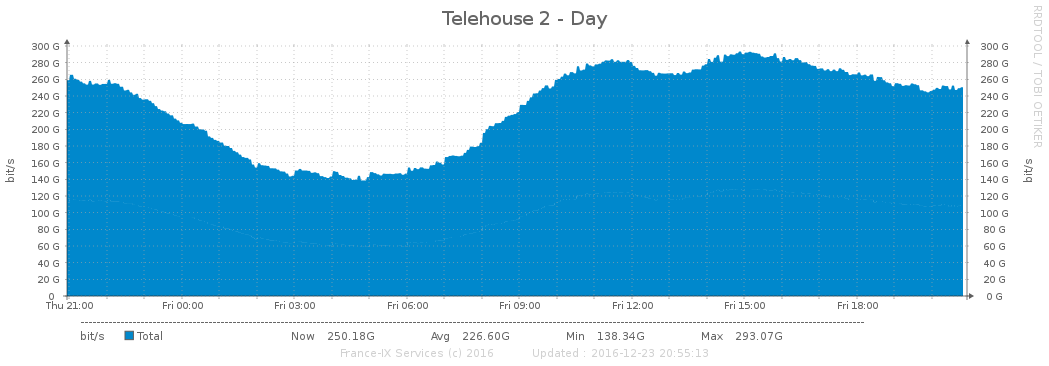 Telehouse 2 - Day
RRDTOOL / TOBI OETIKER
bit/s
300 G 300 G
280 G 280 G
260 G 260 G
240 G 240 G
220 G 220 G
200 G 200 G
180 G 180 G
160 G 160 G
140 G 140 G
120 G 120 G
100 G 100 G
80 G 80 G
60 G 60 G
40 G 40 G
20 G 20 G
0 0 G
bit/s
Thu 21:00 Fri 00:00 Fri 03:00 Fri 06:00 Fri 09:00 Fri 12:00 Fri 15:00 Fri 18:00
bit/s Total Now 250.18G Avg 226.60G Min 138.34G Max 293.07G
France-IX Services (c) 2016 Updated : 2016-12-23 20:55:13